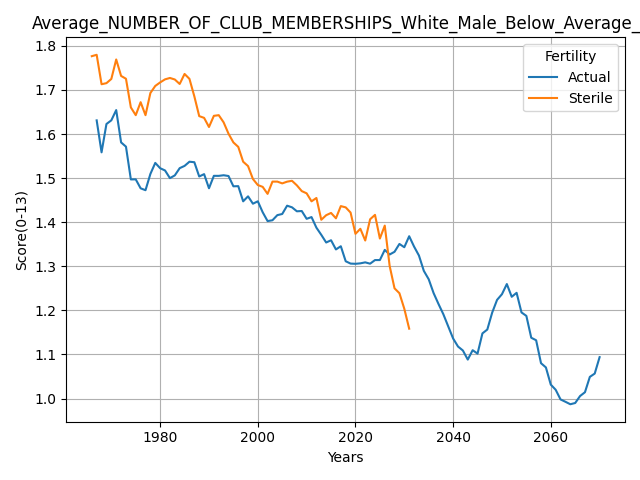 Average_NUMBER_OF_CLUB_MEMBERSHIPS_White_Male_Below_Average_
Fertility
Actual
Sterile
Score(0-13)
1.8
1.7
1.6
1.5
1.4
1.3
1.2
1.1
1.0
1980 2000 2020 2040 2060
Years